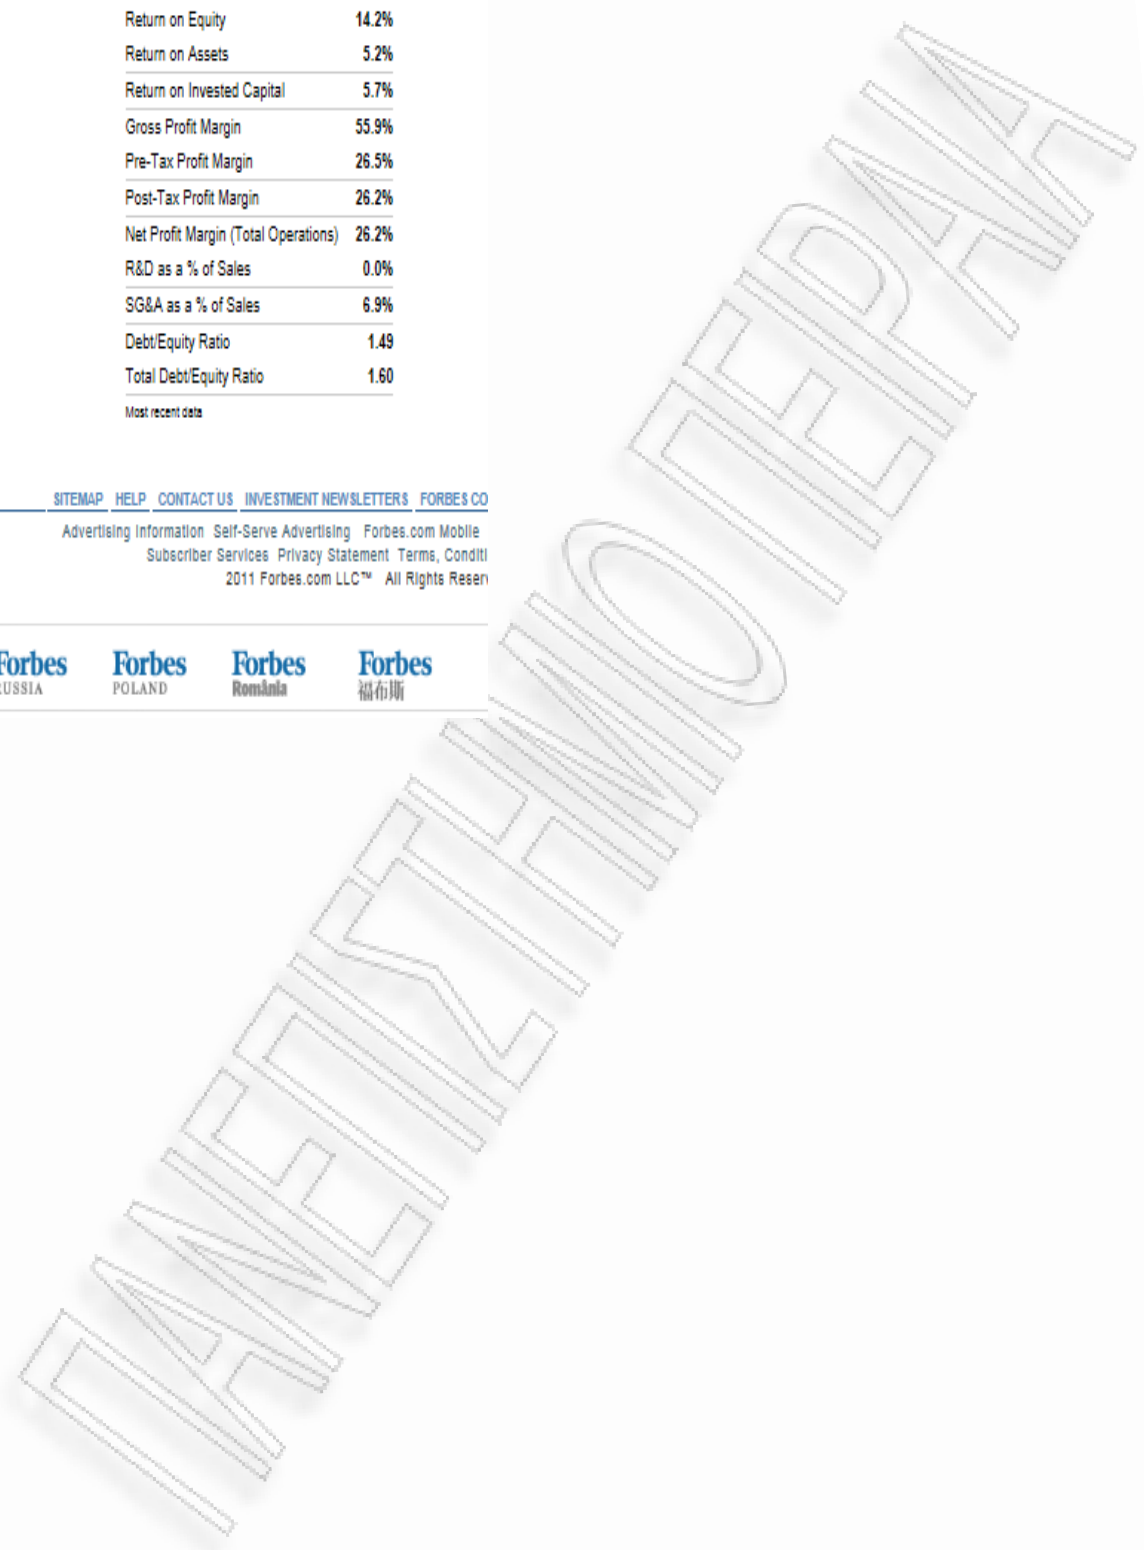 Return on Equity 14.2%
Return on Assets 5.2%
Return on Invested Capital 5.7%
Gross Profit Margin 55.9%
Pre-Tax Profit Margin 26.5%
Post-Tax Profit Margin 26.2%
Net Profit Margin (Total Operations) 26.2%
R&D as a % of Sales 0.0%
SG&A as a % of Sales 6.9%
Debt/Equity Ratio 1.49
Total Debt/Equity Ratio 1.60
Most recent data
SITEMAP HELP CONTACT US INVESTMENT NEWSLETTERS FORBES CO
Advertising Information Self-Serve Advertising Forbes.com Mobile
Subscriber Services Privacy Statement Terms, Conditi
2011 Forbes.com LLC™ All Rights Reserv
Forbes Forbes Forbes Forbes
RUSSIA POLAND România 福布斯
ΠΑΝΕΠΙΣΤΗΜΙΟ ΠΕΙΡΑΙΑ